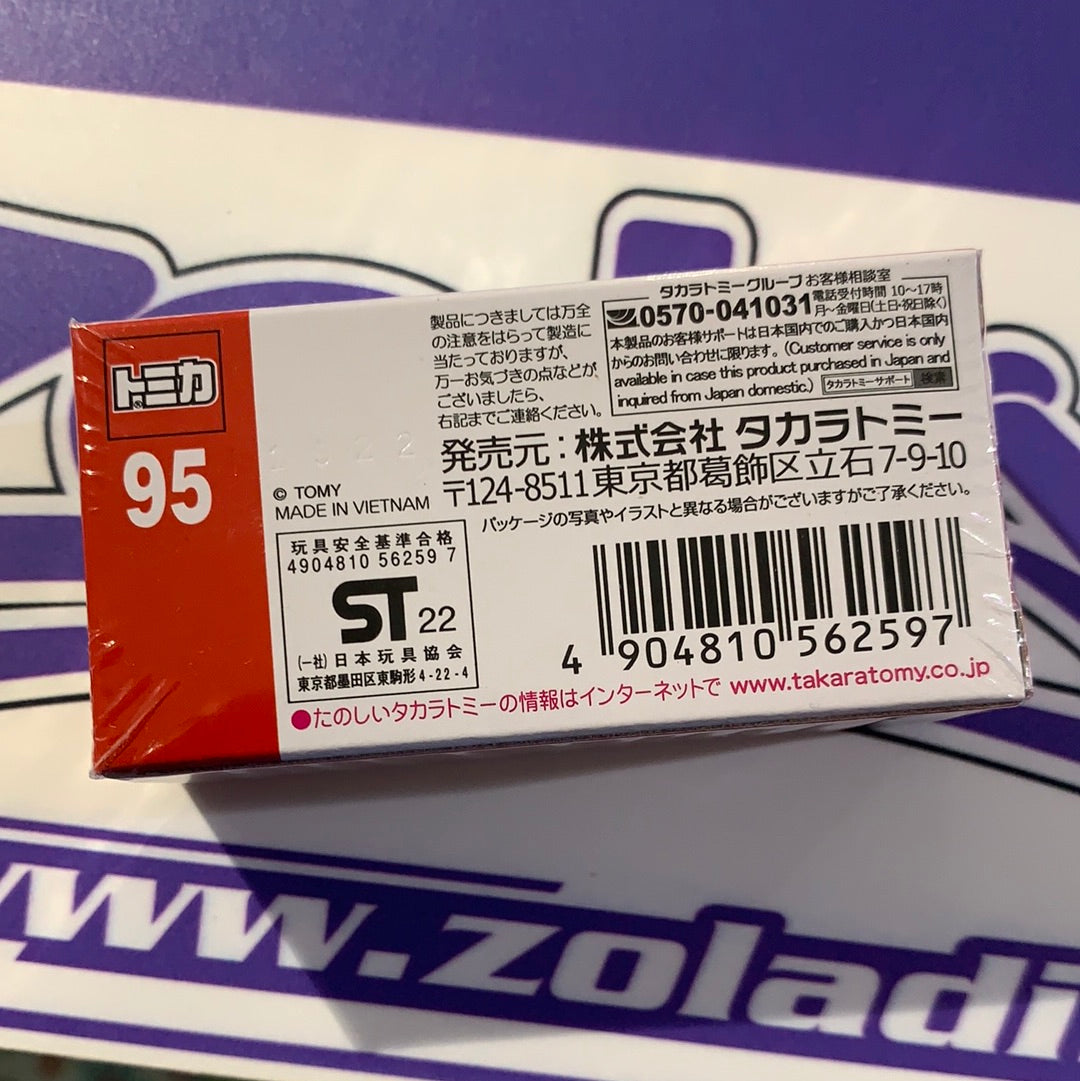 トミカ
95
製品につきましては万全
の注意をはらって製造に
当たっておりますが、
万一お気づきの点などが
ございましたら、
右記までご連絡ください。
タカラトミーグループ お客様相談室
0570-041031
電話受付時間 10～17時
月～金曜日(土日・祝日除く)
本製品のお客様サポートは日本国内でのご購入かつ日本国内
からのお問い合わせに限ります。(Customer service is only
available in case this product purchased in Japan and
inquired from Japan domestic.)
タカラトミーサポート 検索
発売元：株式会社 タカラトミー
〒124-8511東京都葛飾区立石7-9-10
パッケージの写真やイラストと異なる場合がございますがご了承ください。
© TOMY
MADE IN VIETNAM
玩具安全基準合格
4904810 56259 7
ST 22
(一社)日本玩具協会
東京都墨田区東駒形4-22-4
4 904810 562597
●たのしいタカラトミーの情報はインターネットで www.takaratomy.co.jp
www.zoladi